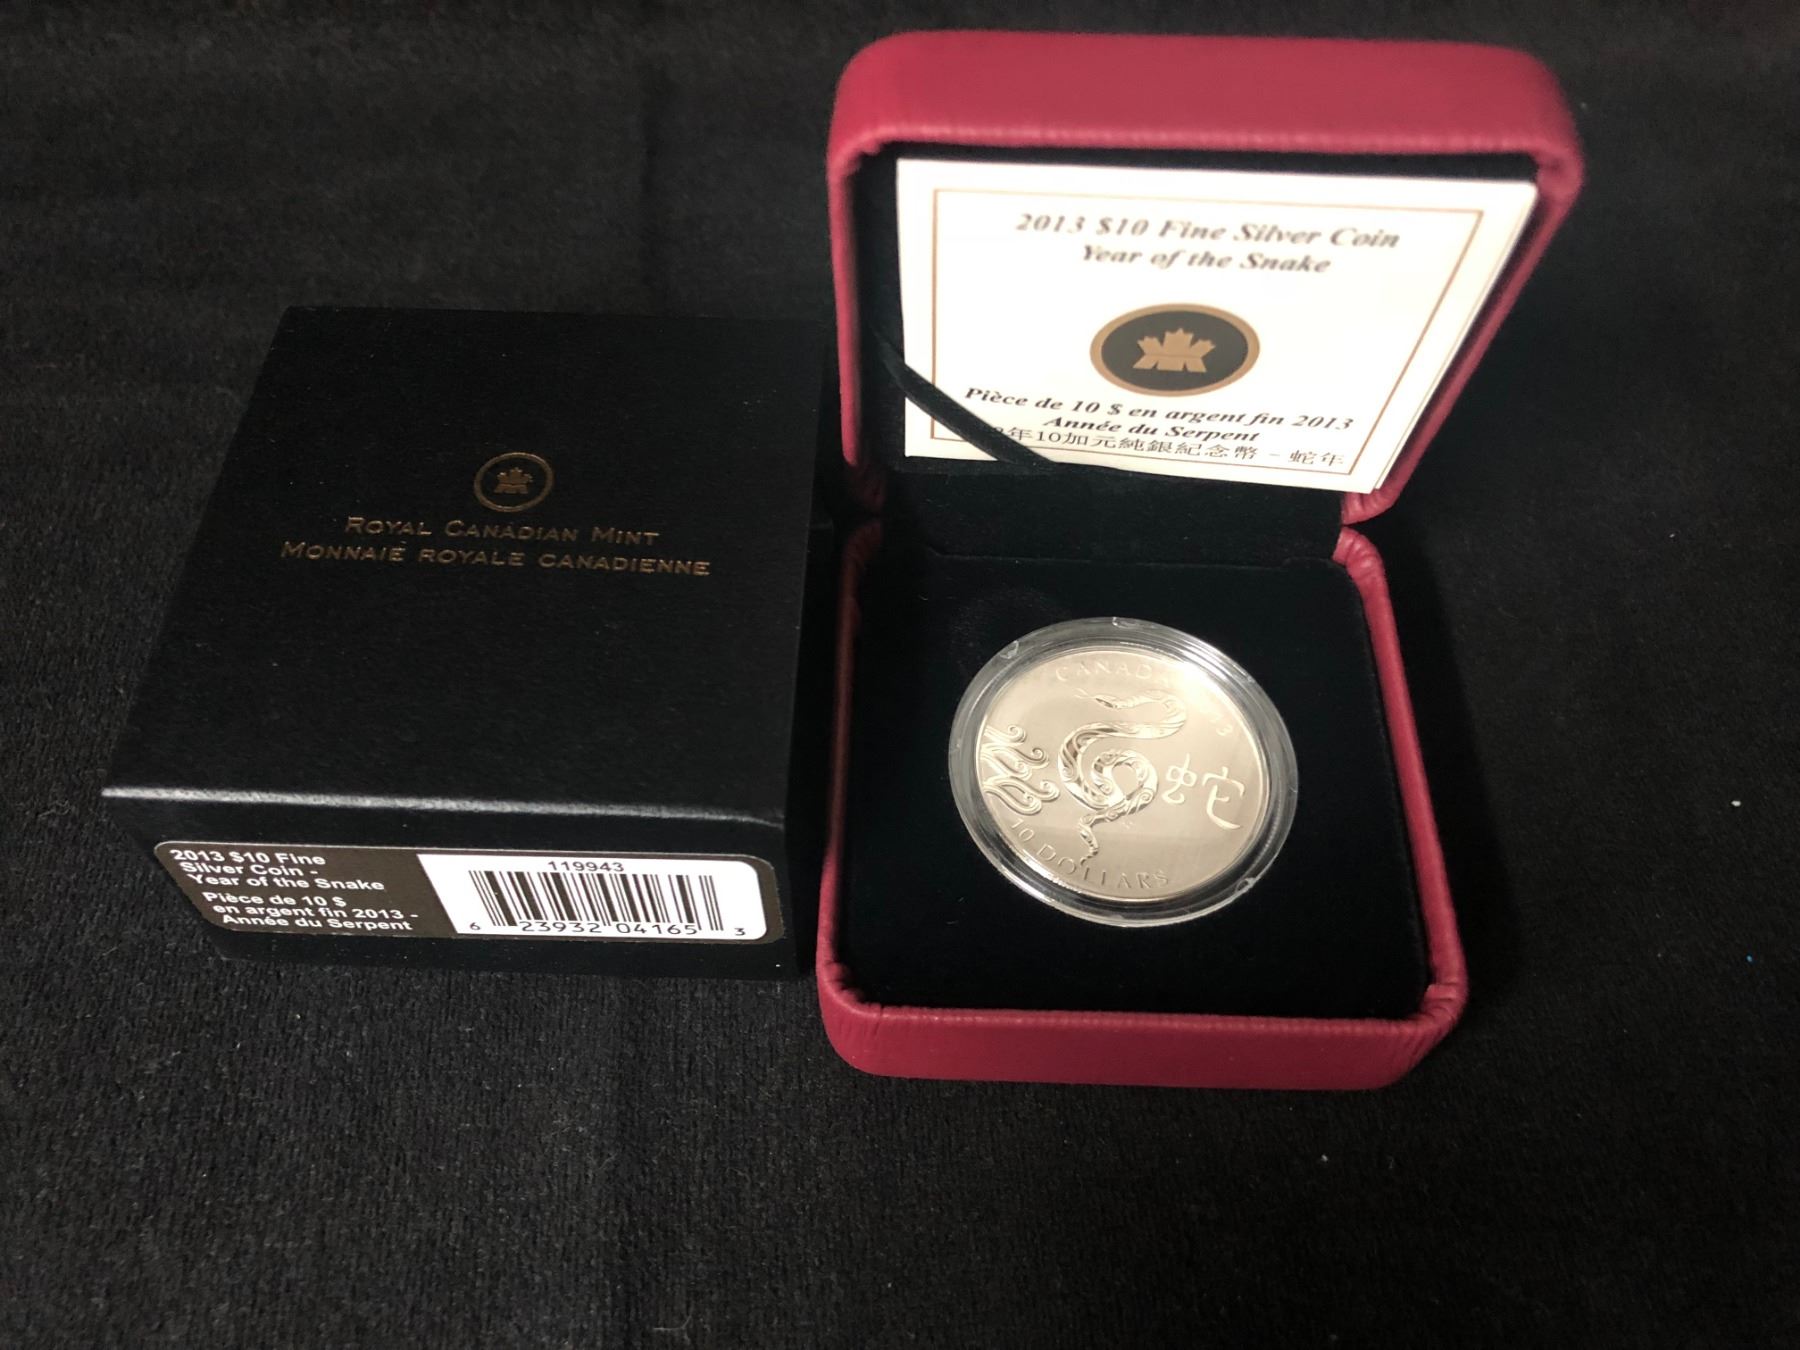 ROYAL CANADIAN MINT
MONNAIE ROYALE CANADIENNE
2013 $10 Fine
Silver Coin -
Year of the Snake
Pièce de 10 $
en argent fin 2013 -
Année du Serpent
119943
6 23932 04165 3
2013 $10 Fine Silver Coin
Year of the Snake
Pièce de 10 $ en argent fin 2013
Année du Serpent
3年10加元純銀紀念幣 - 蛇年
CANADA
13
蛇
10 DOLLARS